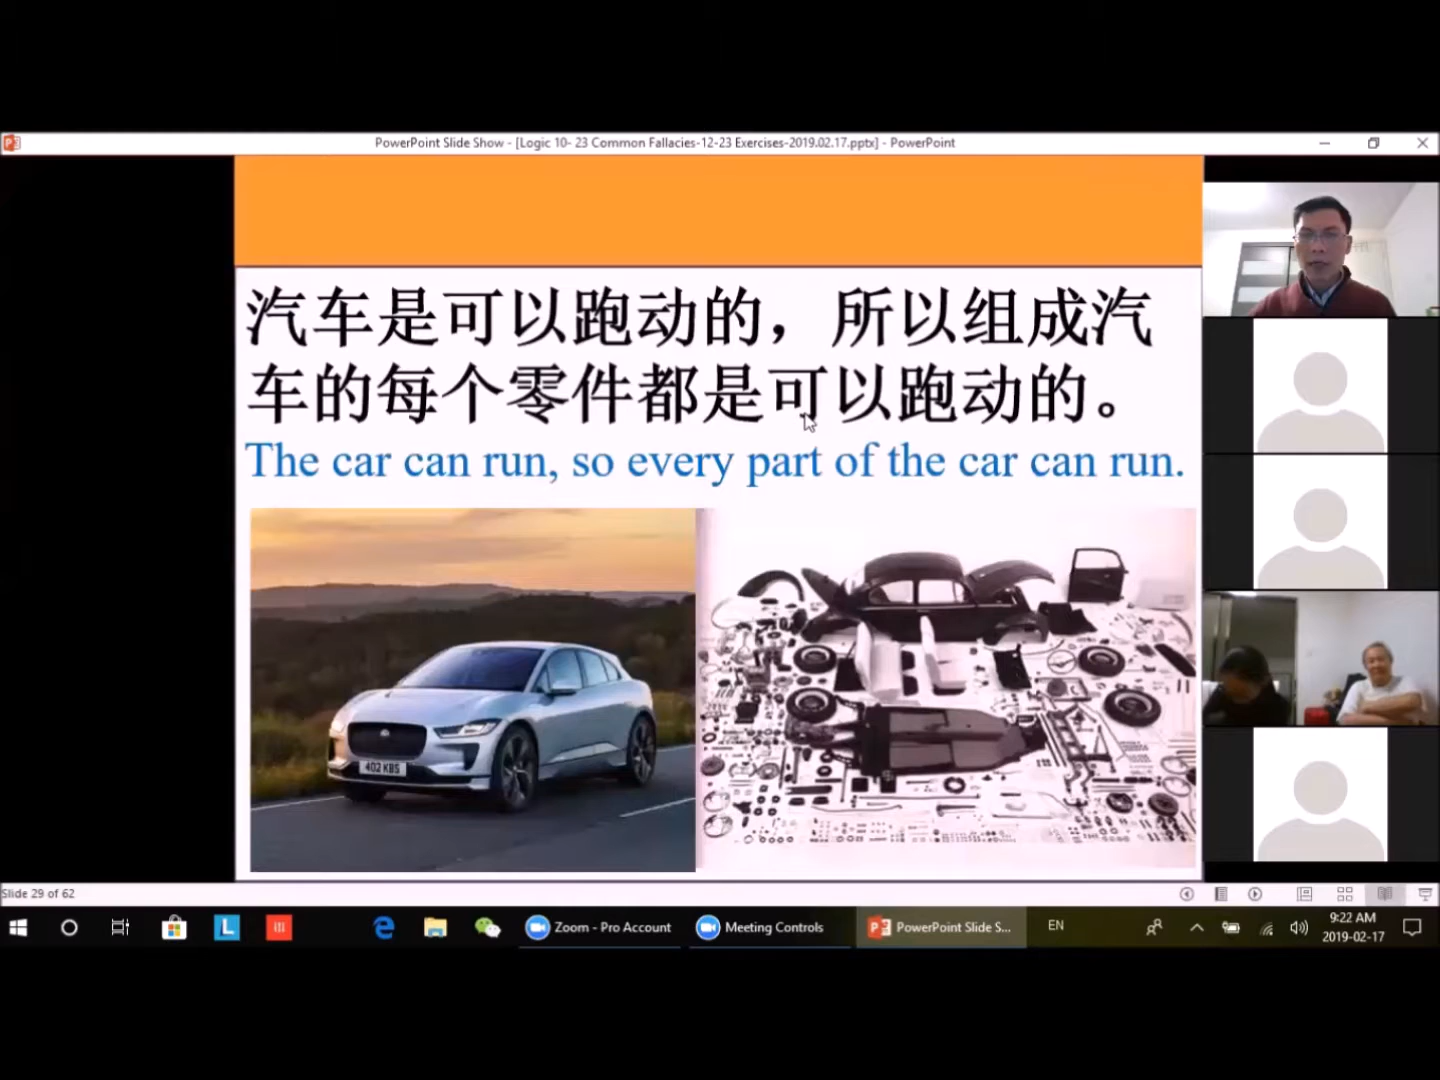 PowerPoint Slide Show - [Logic 10- 23 Common Fallacies-12-23 Exercises-2019.02.17.pptx] - PowerPoint
汽车是可以跑动的，所以组成汽
车的每个零件都是可以跑动的。
The car can run, so every part of the car can run.
402 KBS
Slide 29 of 62
Zoom - Pro Account
Meeting Controls
PowerPoint Slide S...
EN
9:22 AM
2019-02-17